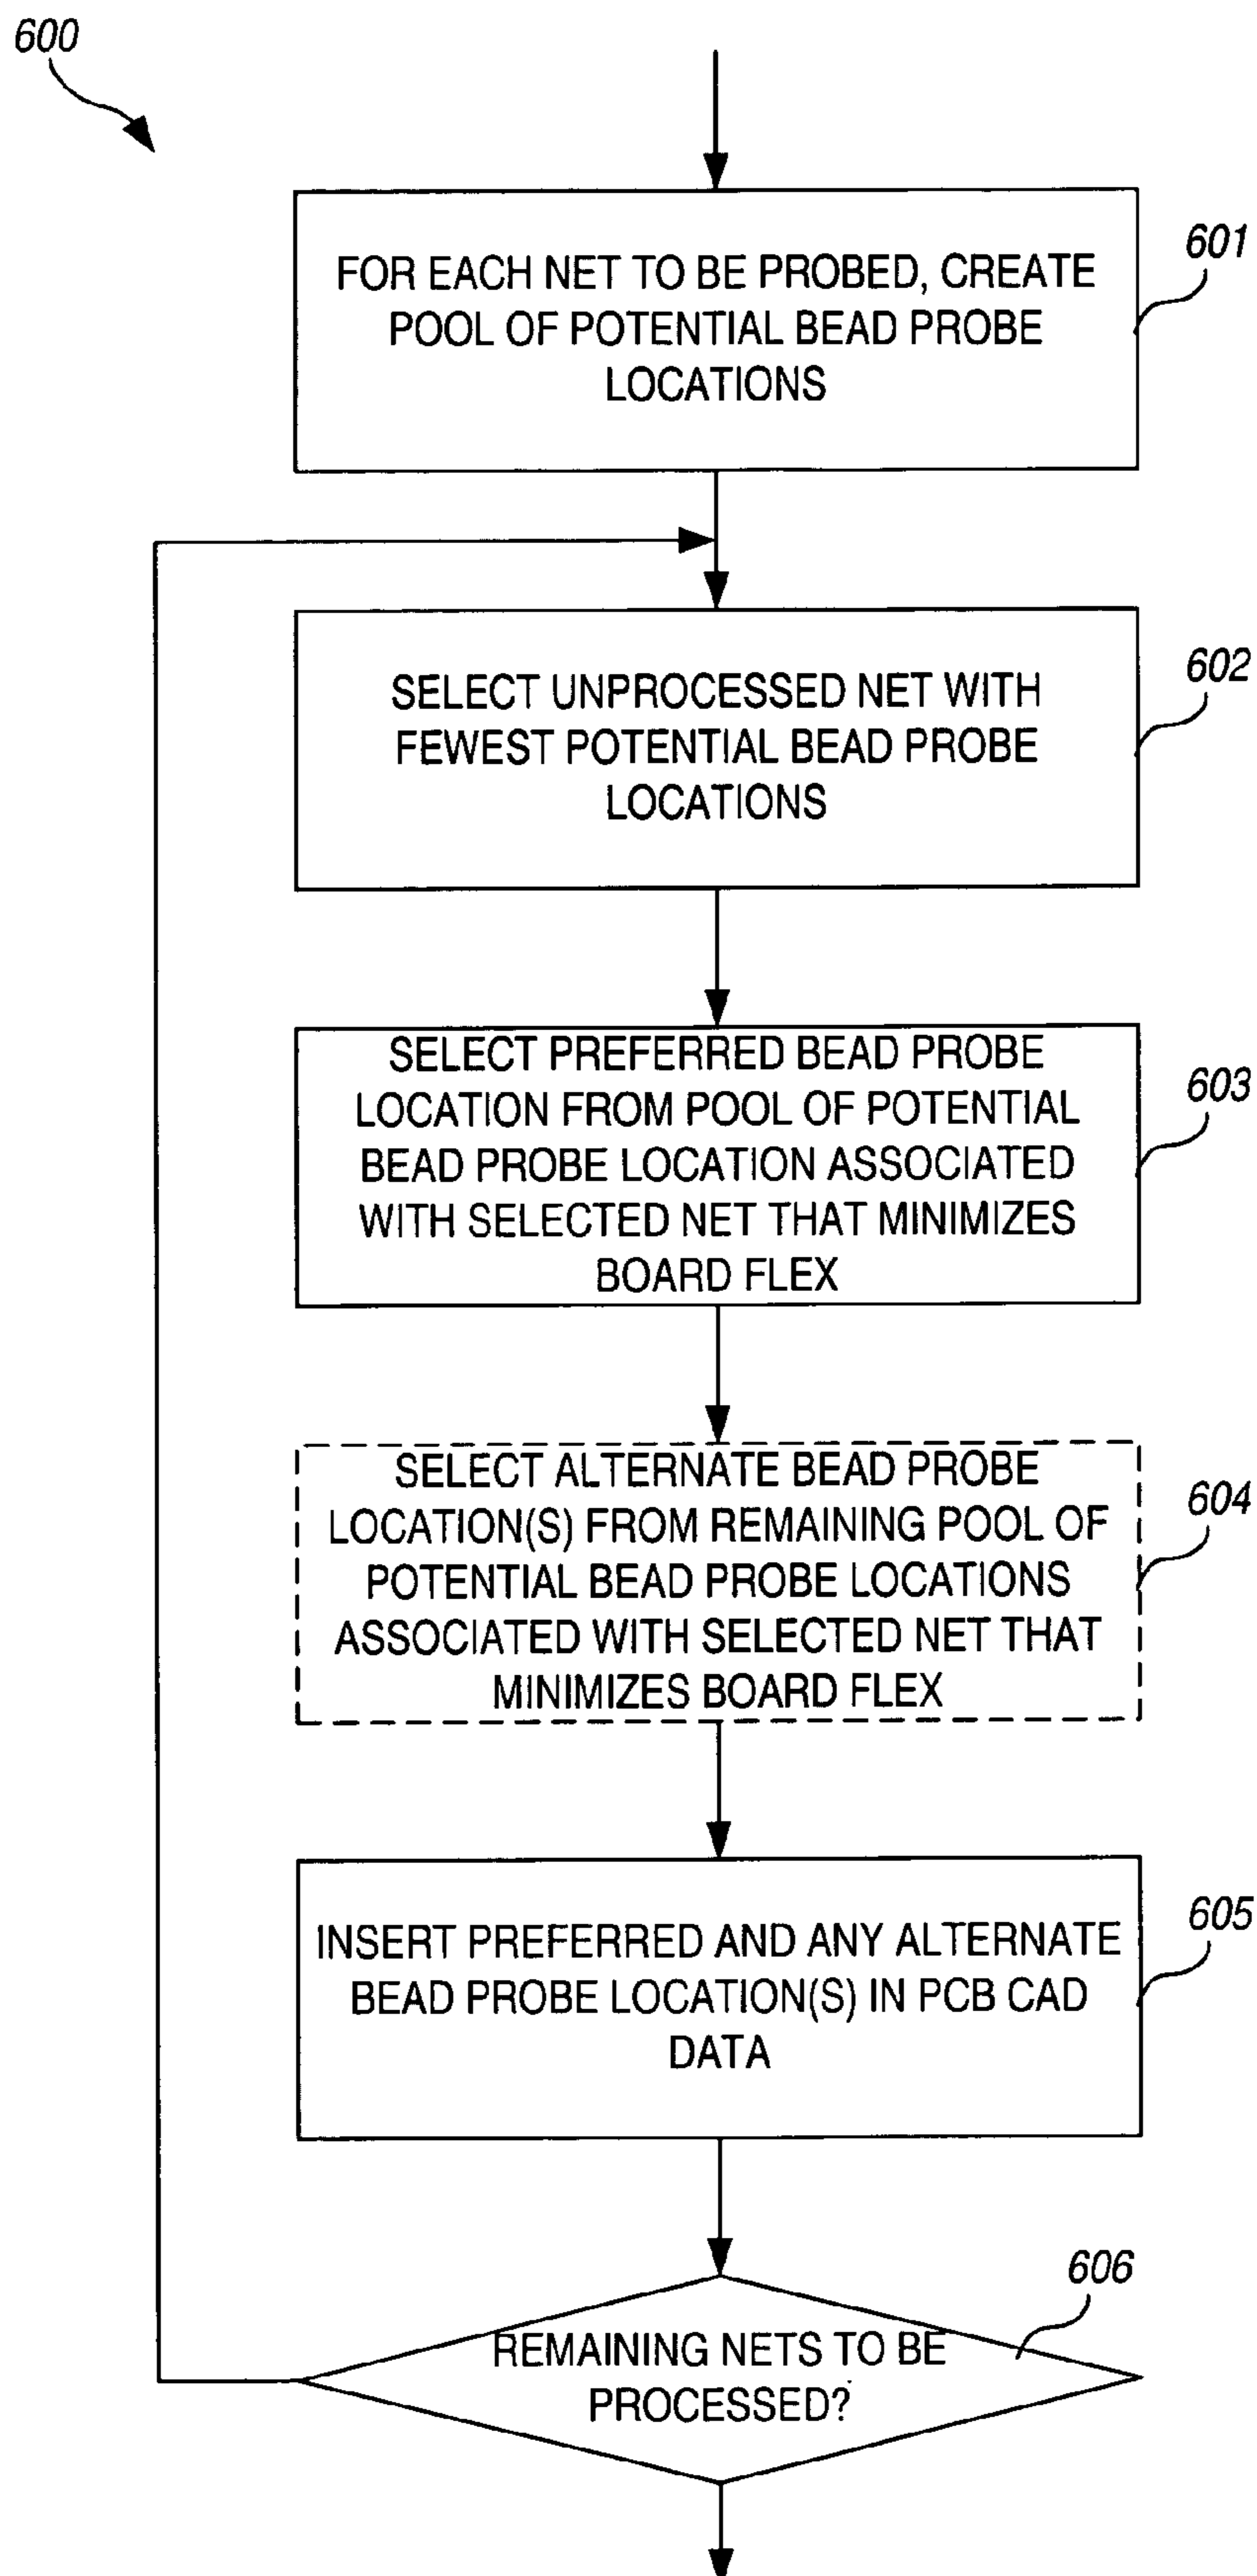 600
FOR EACH NET TO BE PROBED, CREATE
POOL OF POTENTIAL BEAD PROBE
LOCATIONS
601
SELECT UNPROCESSED NET WITH
FEWEST POTENTIAL BEAD PROBE
LOCATIONS
602
SELECT PREFERRED BEAD PROBE
LOCATION FROM POOL OF POTENTIAL
BEAD PROBE LOCATION ASSOCIATED
WITH SELECTED NET THAT MINIMIZES
BOARD FLEX
603
SELECT ALTERNATE BEAD PROBE
LOCATION(S) FROM REMAINING POOL OF
POTENTIAL BEAD PROBE LOCATIONS
ASSOCIATED WITH SELECTED NET THAT
MINIMIZES BOARD FLEX
604
INSERT PREFERRED AND ANY ALTERNATE
BEAD PROBE LOCATION(S) IN PCB CAD
DATA
605
REMAINING NETS TO BE
PROCESSED?
606